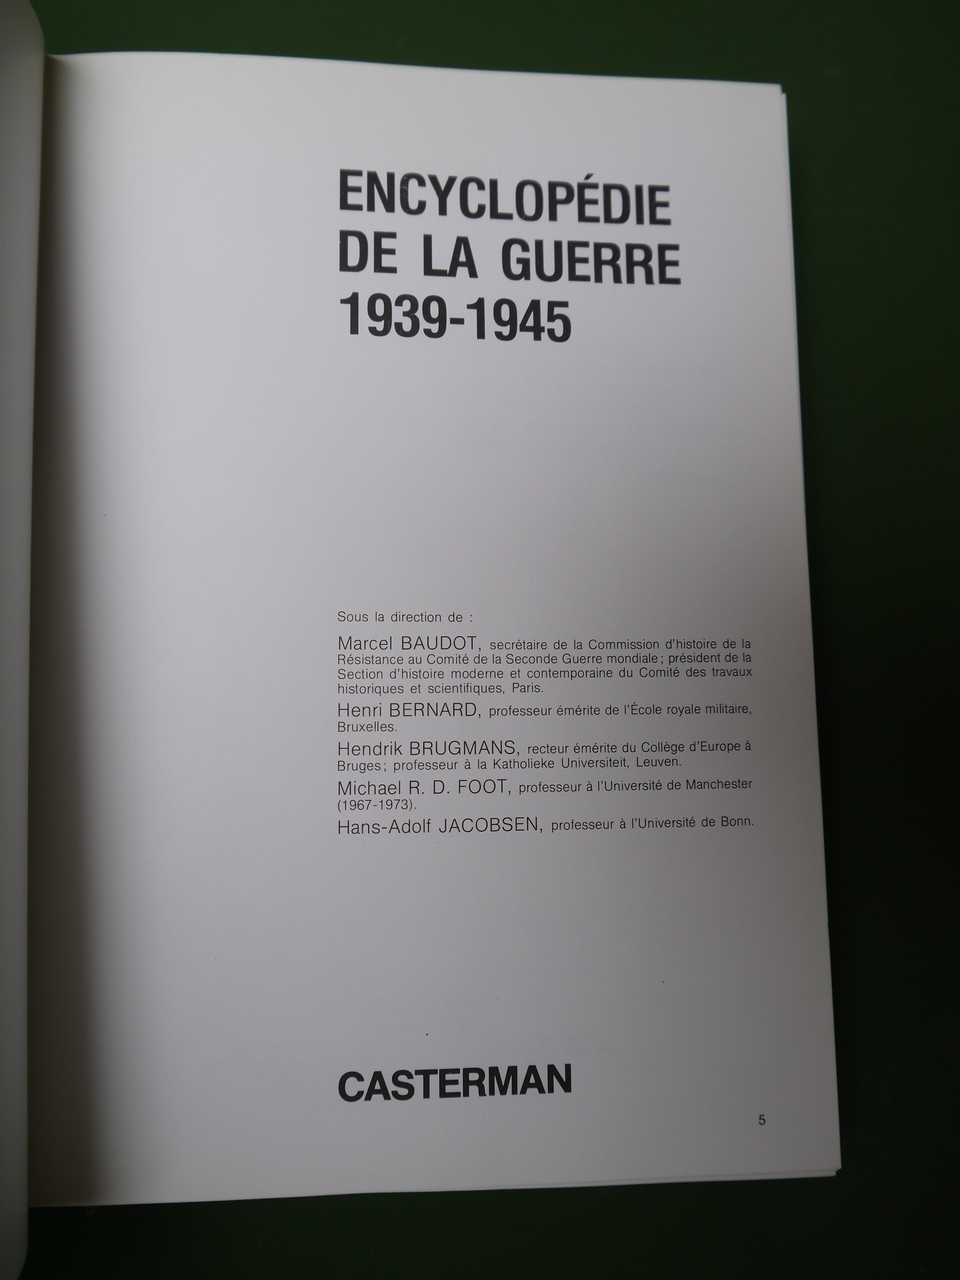 ENCYCLOPÉDIE
DE LA GUERRE
1939-1945
Sous la direction de :
Marcel BAUDOT, secrétaire de la Commission d'histoire de la
Résistance au Comité de la Seconde Guerre mondiale ; président de la
Section d'histoire moderne et contemporaine du Comité des travaux
historiques et scientifiques, Paris.
Henri BERNARD, professeur émérite de l'École royale militaire,
Bruxelles.
Hendrik BRUGMANS, recteur émérite du Collège d'Europe à
Bruges ; professeur à la Katholieke Universiteit, Leuven.
Michael R. D. FOOT, professeur à l'Université de Manchester
(1967-1973).
Hans-Adolf JACOBSEN, professeur à l'Université de Bonn.
CASTERMAN
5